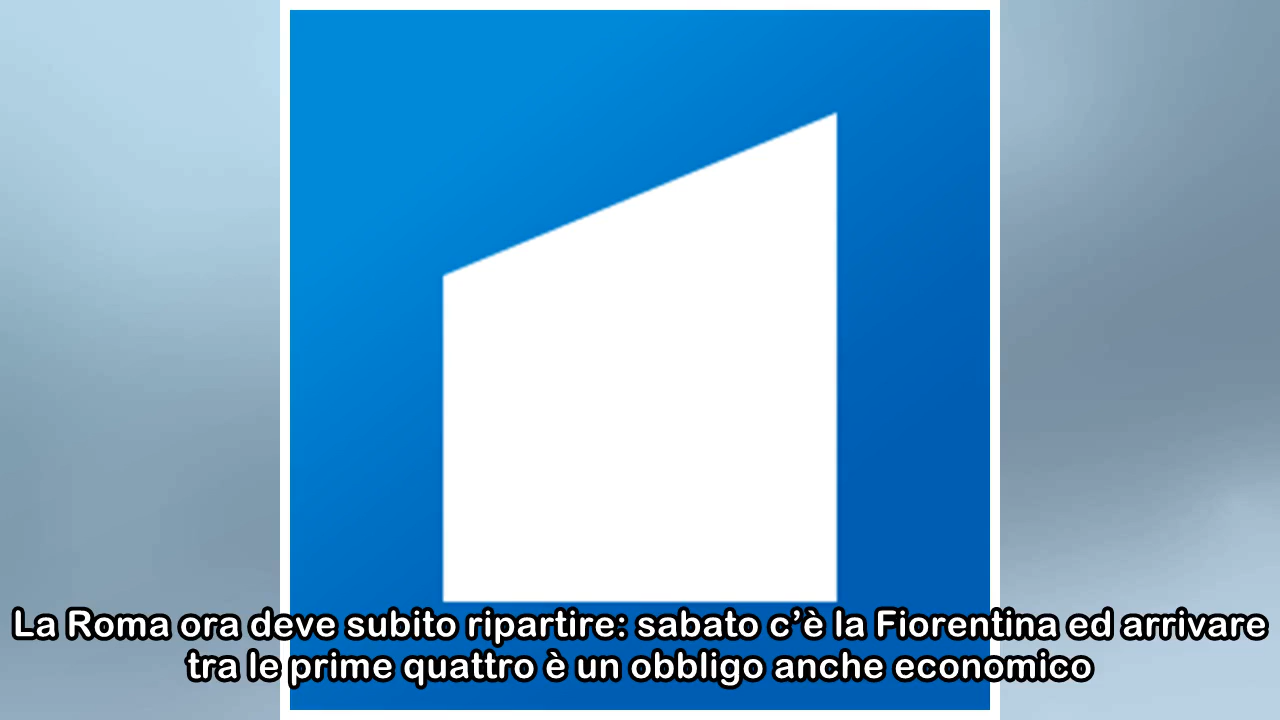 La Roma ora deve subito ripartire: sabato c’è la Fiorentina ed arrivare
tra le prime quattro è un obbligo anche economico